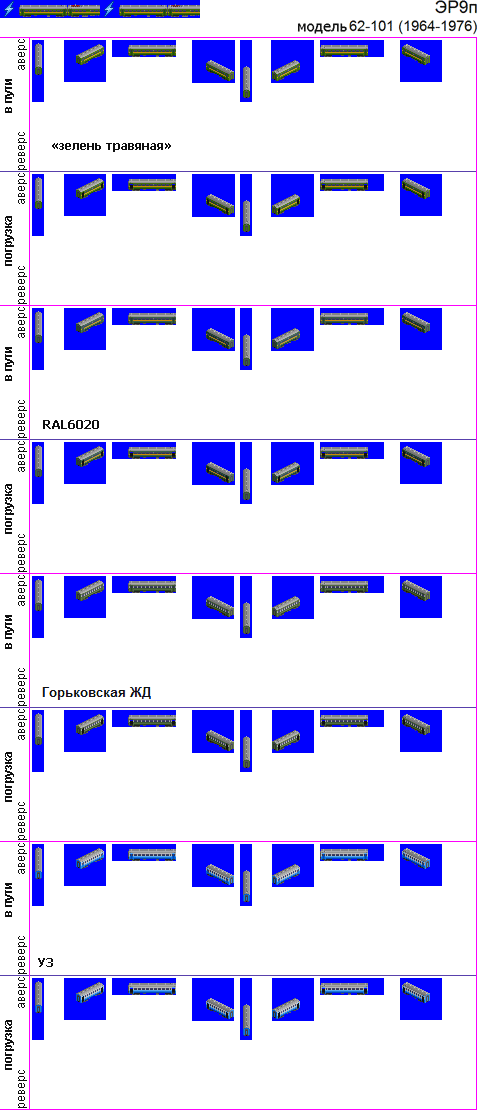 ЭР9п
модель 62-101 (1964-1976)
аверс
в пути
«зелень травяная»
реверс
аверс
погрузка
реверс
аверс
в пути
RAL6020
реверс
аверс
погрузка
реверс
аверс
в пути
Горьковская ЖД
реверс
аверс
погрузка
реверс
аверс
в пути
УЗ
реверс
аверс
погрузка
реверс